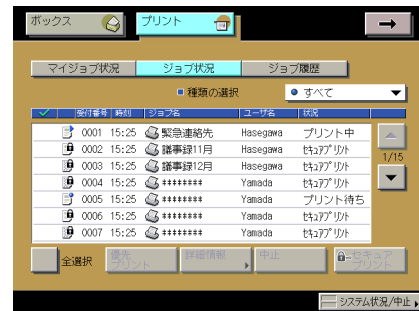 ボックス プリント
マイジョブ状況 ジョブ状況 ジョブ履歴
種類の選択 すべて
受付番号 時刻 ジョブ名 ユーザ名 状況
0001 15:25 緊急連絡先 Hasegawa プリント中
0002 15:25 議事録11月 Hasegawa ｾｷｭｱﾌﾟﾘﾝﾄ
0003 15:25 議事録12月 Hasegawa ｾｷｭｱﾌﾟﾘﾝﾄ
0004 15:25 ******** Yamada ｾｷｭｱﾌﾟﾘﾝﾄ
0005 15:25 ******** Yamada プリント待ち
0006 15:25 ******** Yamada ｾｷｭｱﾌﾟﾘﾝﾄ
0007 15:25 ******** Yamada ｾｷｭｱﾌﾟﾘﾝﾄ
1/15
全選択 優先プリント 詳細情報 中止 セキュアプリント
システム状況/中止